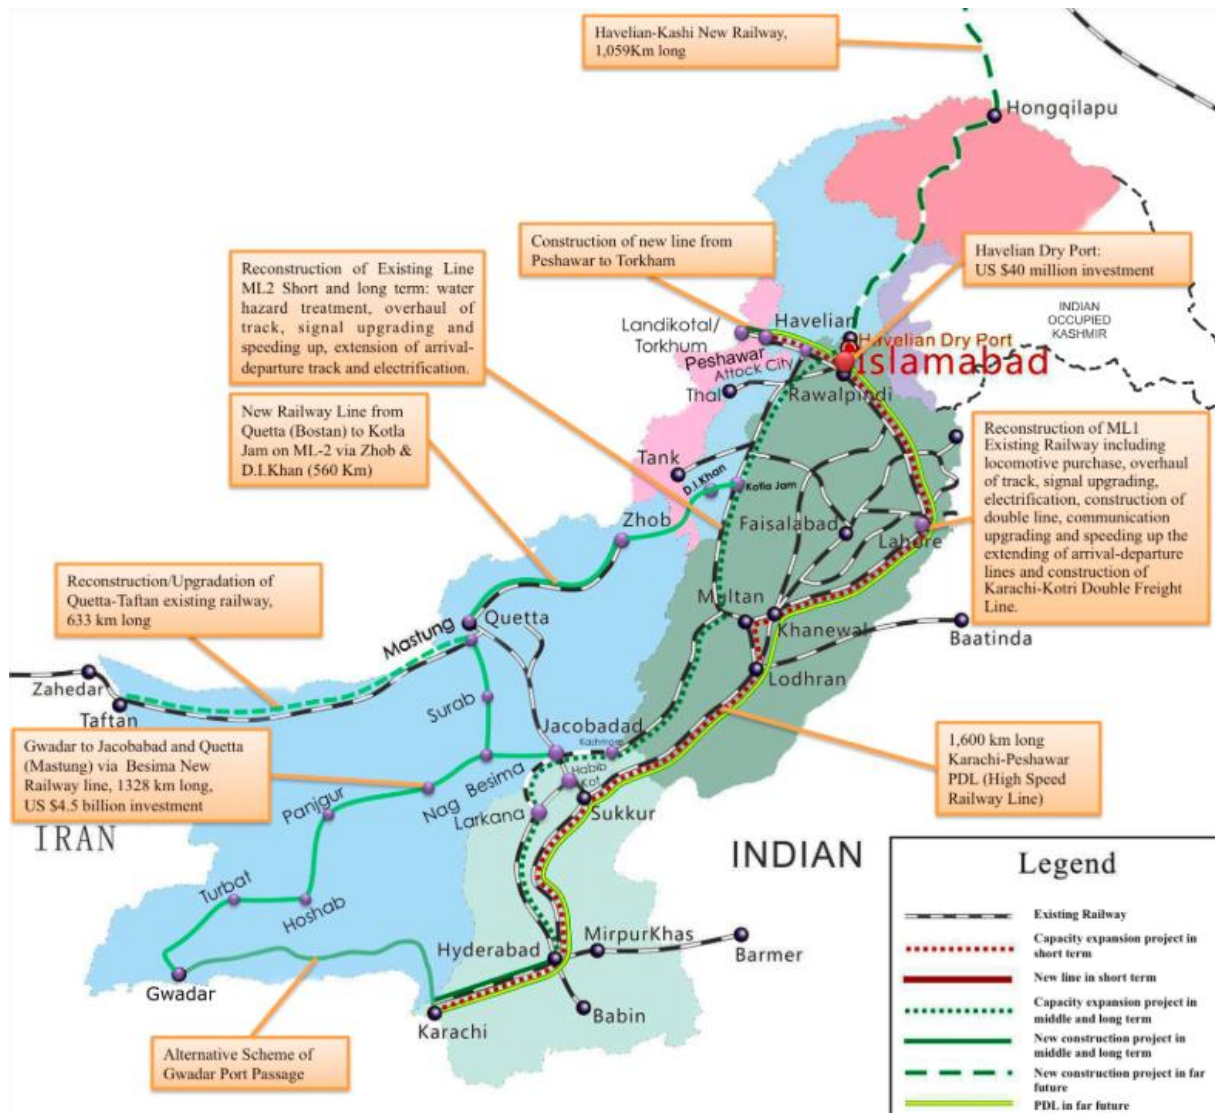 Havelian-Kashi New Railway,
1,059Km long
Hongqilapu
Construction of new line from
Peshawar to Torkham
Havelian Dry Port:
US $40 million investment
Reconstruction of Existing Line
ML2 Short and long term: water
hazard treatment, overhaul of
track, signal upgrading and
speeding up, extension of arrival-
departure track and electrification.
INDIAN
OCCUPIED
KASHMIR
Landikotal/
Torkhum
Havelian
Havelian Dry Port
Islamabad
Peshawar
Attock City
Thal
Rawalpindi
New Railway Line from
Quetta (Bostan) to Kotla
Jam on ML-2 via Zhob &
D.I.Khan (560 Km)
Reconstruction of ML1
Existing Railway including
locomotive purchase, overhaul
of track, signal upgrading,
electrification, construction of
double line, communication
upgrading and speeding up the
extending of arrival-departure
lines and construction of
Karachi-Kotri Double Freight
Line.
Tank
D.I.Khan
Kotla Jam
Zhob
Faisalabad
Lahore
Reconstruction/Upgradation of
Quetta-Taftan existing railway,
633 km long
Multan
Mastung
Quetta
Khanewal
Baatinda
Zahedar
Taftan
Lodhran
Surab
Gwadar to Jacobabad and Quetta
(Mastung) via Besima New
Railway line, 1328 km long,
US $4.5 billion investment
Jacobadad
Kashmore
1,600 km long
Karachi-Peshawar
PDL (High Speed
Railway Line)
Besima
Habib
Kot
Nag
Panjgur
Larkana
Sukkur
IRAN
INDIAN
Turbat
Hoshab
Hyderabad
MirpurKhas
Barmer
Gwadar
Karachi
Babin
Alternative Scheme of
Gwadar Port Passage
Legend
Existing Railway
Capacity expansion project in
short term
New line in short term
Capacity expansion project in
middle and long term
New construction project in
middle and long term
New construction project in far
future
PDL in far future